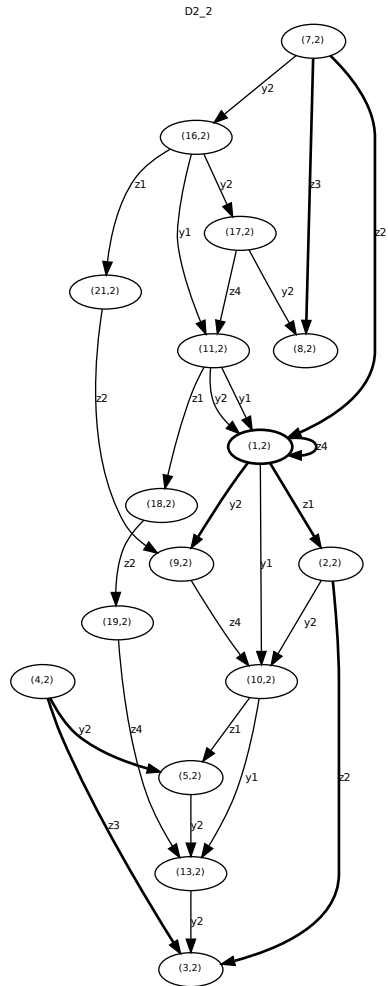 D2_2
(7,2)
y2
(16,2)
z1
y2
z3
y1
(17,2)
z2
(21,2)
z4
y2
(11,2)
(8,2)
z2
z1
y2
y1
(1,2)
z4
(18,2)
y2
z1
z2
(9,2)
y1
(2,2)
(19,2)
z4
y2
(4,2)
(10,2)
y2
z4
z1
(5,2)
y1
z2
z3
y2
(13,2)
y2
(3,2)